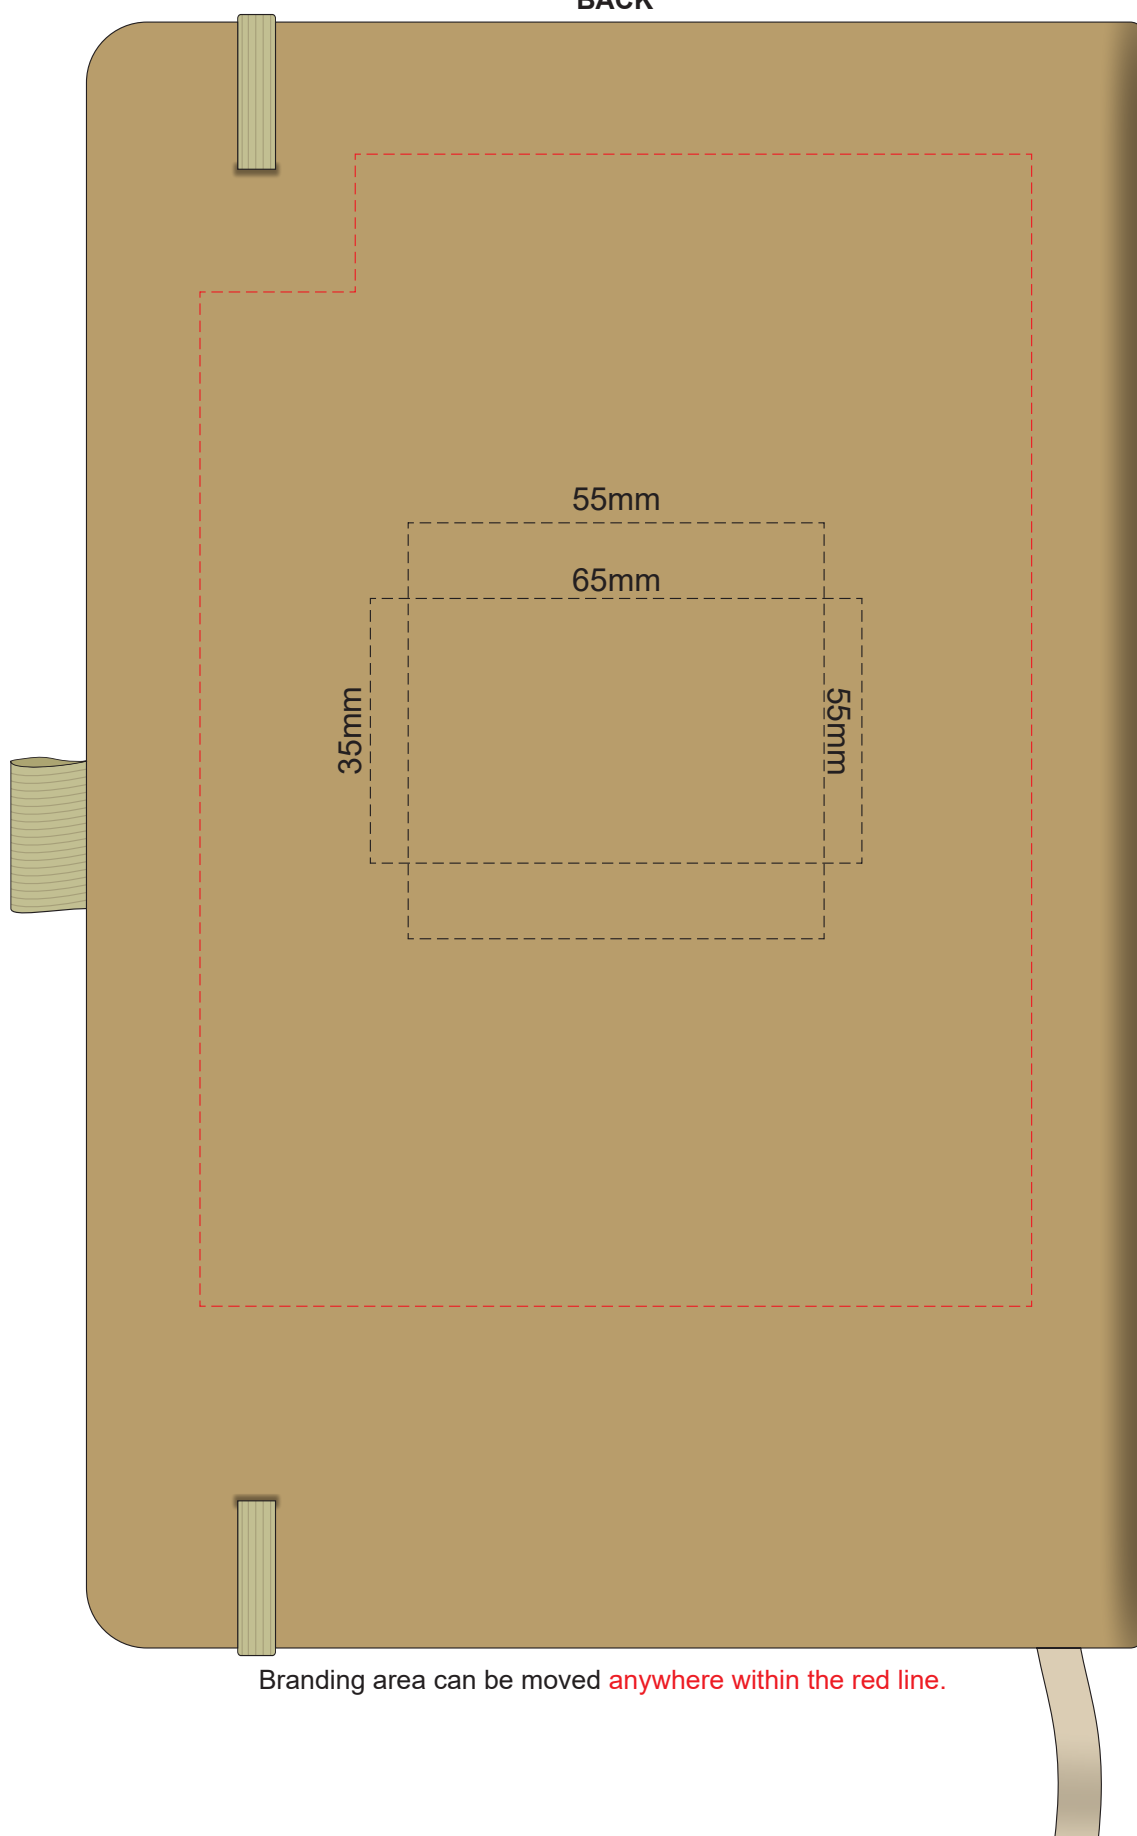 BACK
55mm
65mm
35mm
55mm
Branding area can be moved anywhere within the red line.